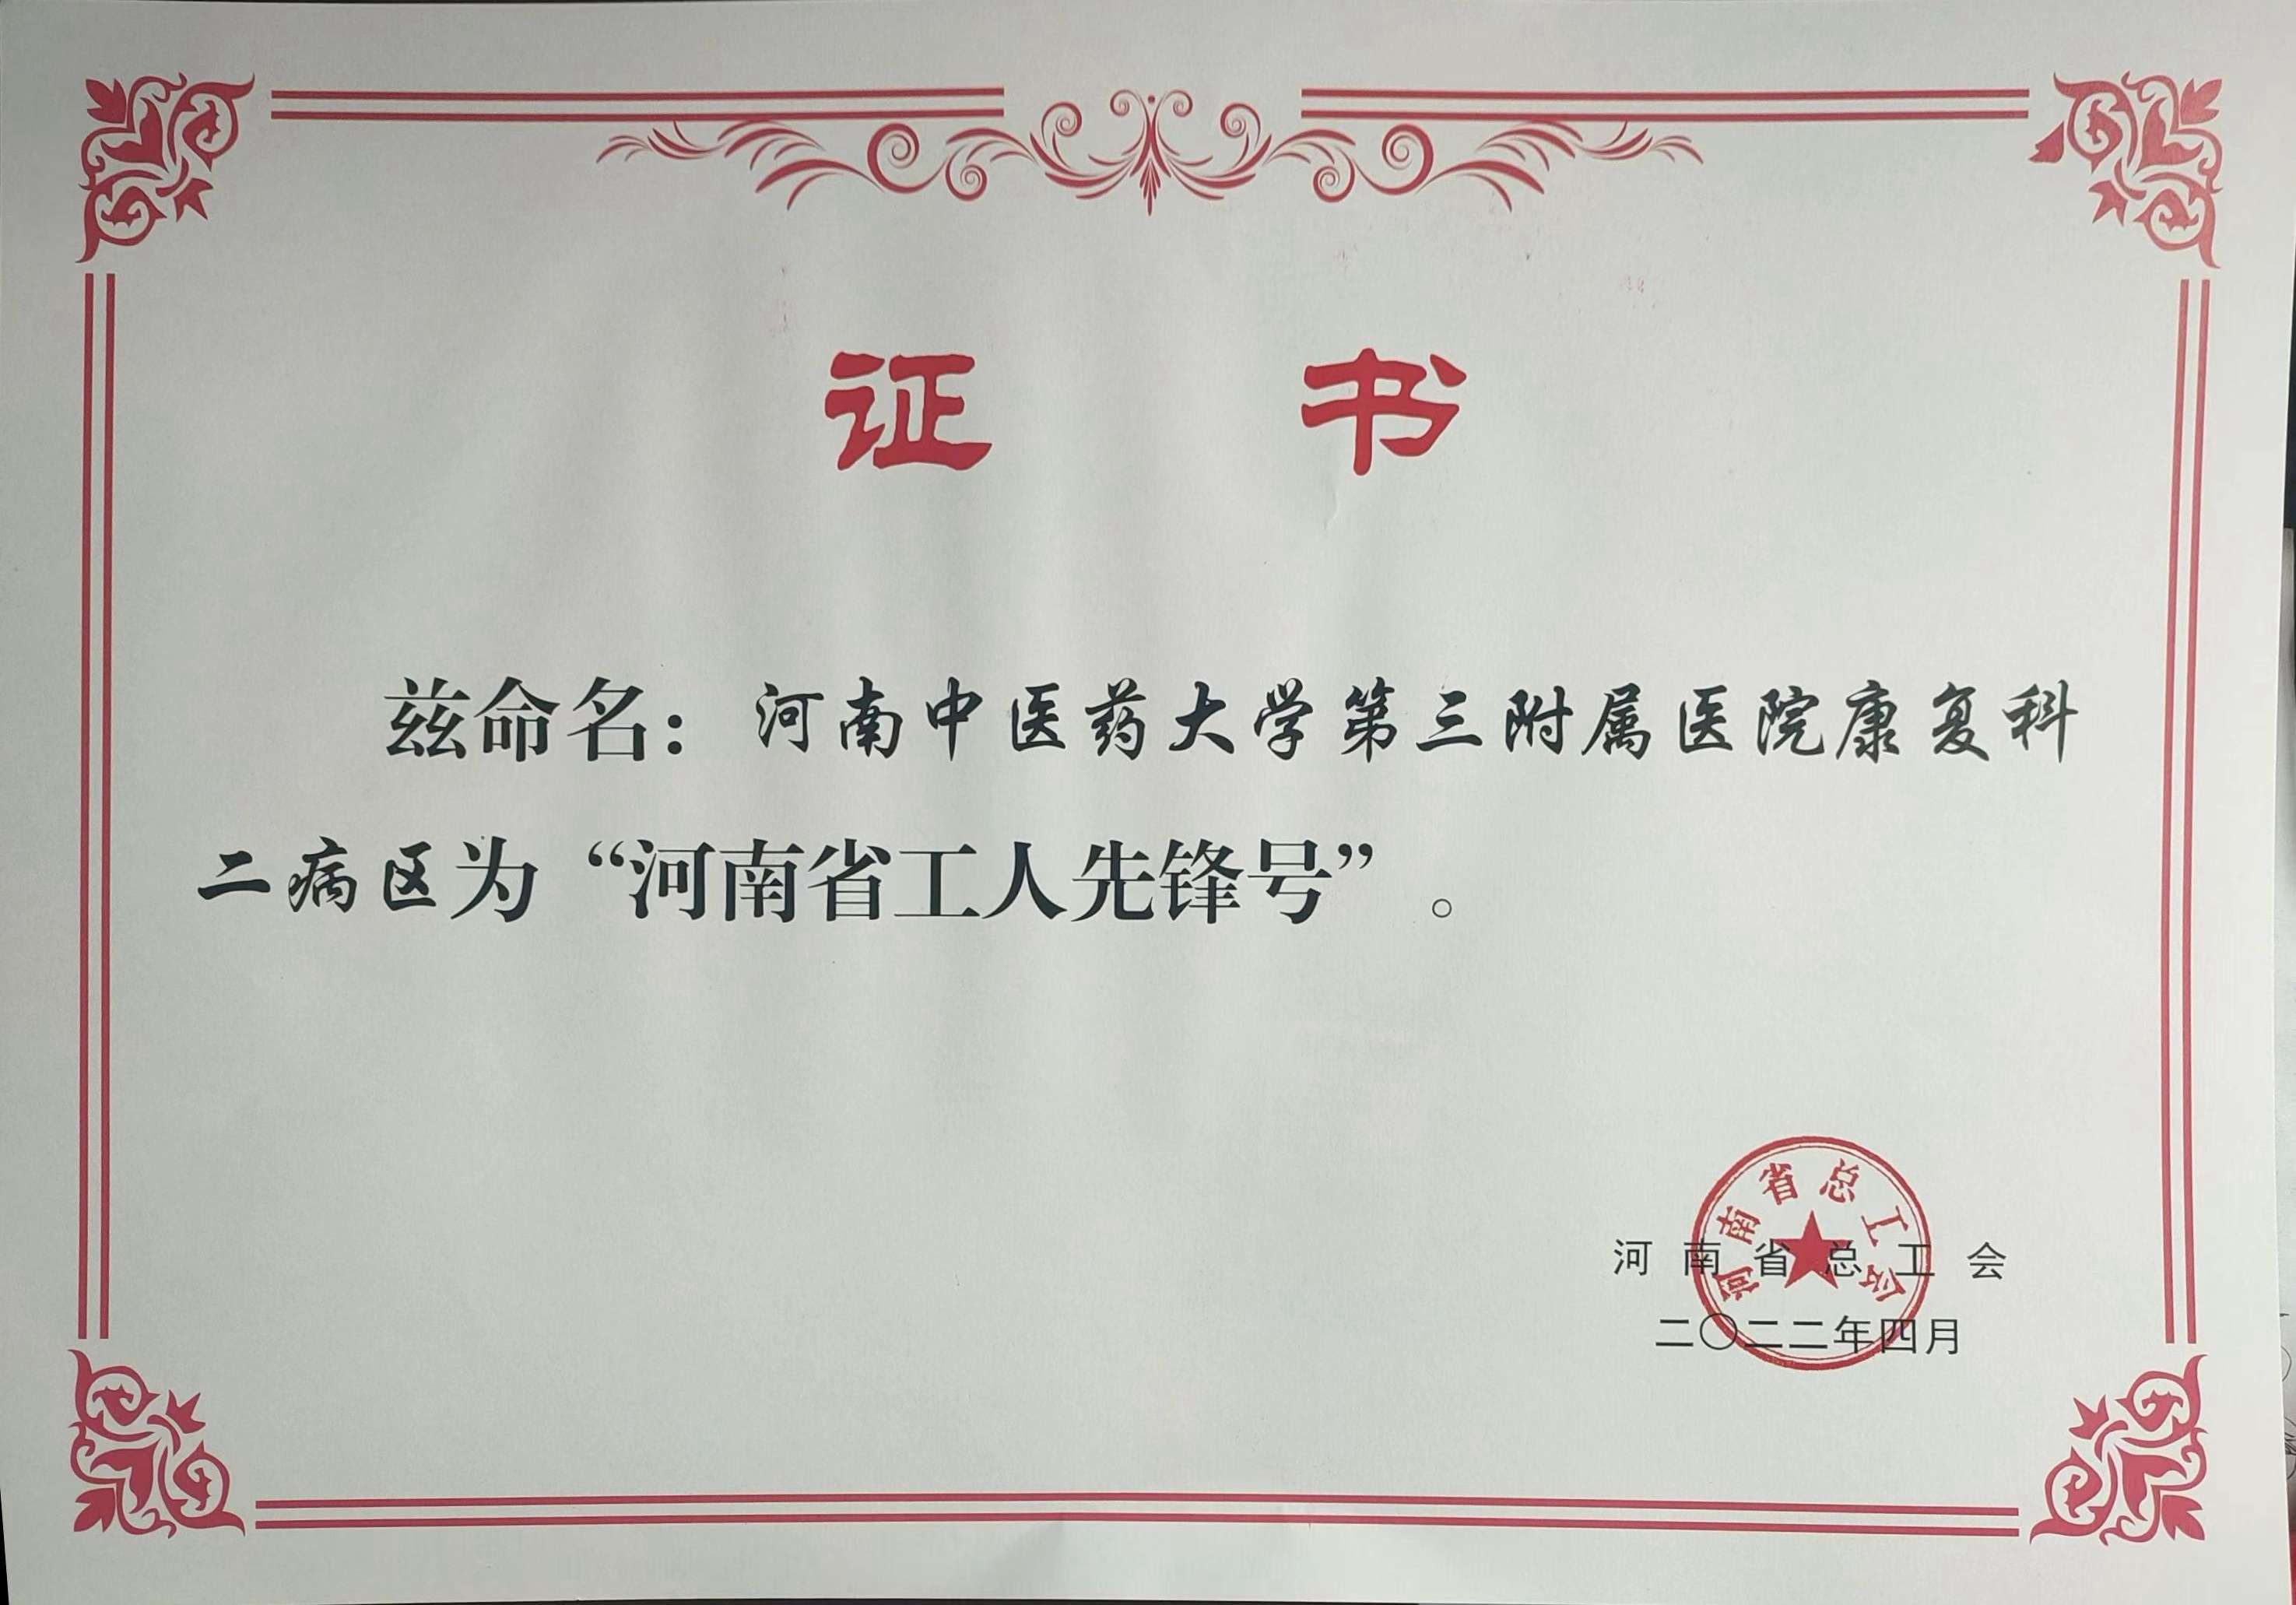 证 书
兹命名：河南中医药大学第三附属医院康复科
二病区为“河南省工人先锋号”。
河南省总工会
河南省总工会
二〇二二年四月